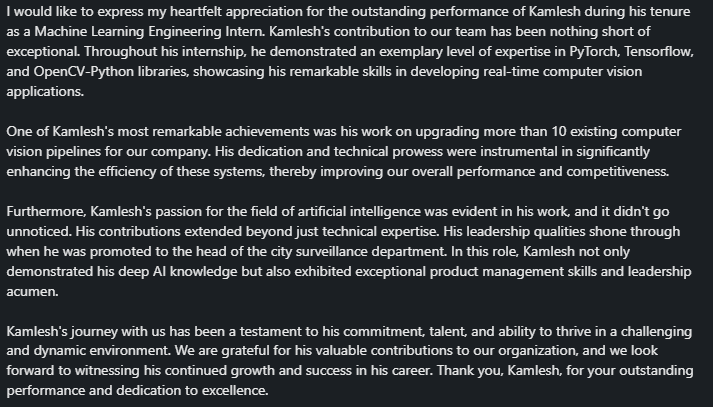 I would like to express my heartfelt appreciation for the outstanding performance of Kamlesh during his tenure
as a Machine Learning Engineering Intern. Kamlesh's contribution to our team has been nothing short of
exceptional. Throughout his internship, he demonstrated an exemplary level of expertise in PyTorch, Tensorflow,
and OpenCV-Python libraries, showcasing his remarkable skills in developing real-time computer vision
applications.
One of Kamlesh's most remarkable achievements was his work on upgrading more than 10 existing computer
vision pipelines for our company. His dedication and technical prowess were instrumental in significantly
enhancing the efficiency of these systems, thereby improving our overall performance and competitiveness.
Furthermore, Kamlesh's passion for the field of artificial intelligence was evident in his work, and it didn't go
unnoticed. His contributions extended beyond just technical expertise. His leadership qualities shone through
when he was promoted to the head of the city surveillance department. In this role, Kamlesh not only
demonstrated his deep AI knowledge but also exhibited exceptional product management skills and leadership
acumen.
Kamlesh's journey with us has been a testament to his commitment, talent, and ability to thrive in a challenging
and dynamic environment. We are grateful for his valuable contributions to our organization, and we look
forward to witnessing his continued growth and success in his career. Thank you, Kamlesh, for your outstanding
performance and dedication to excellence.